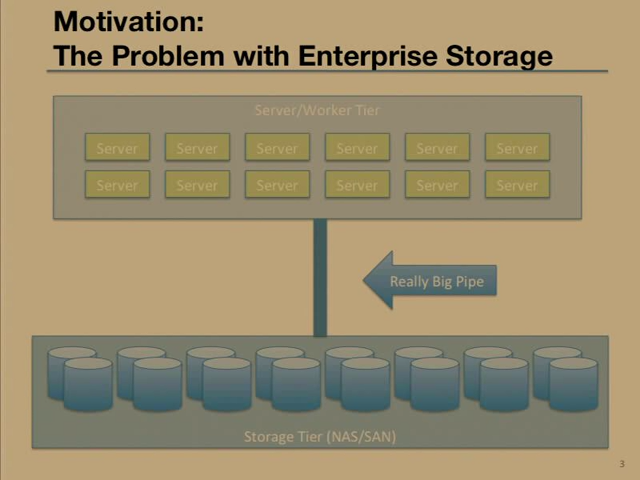 Motivation:
The Problem with Enterprise Storage
Server/Worker Tier
Server Server Server Server Server Server
Server Server Server Server Server Server
Really Big Pipe
Storage Tier (NAS/SAN)
3